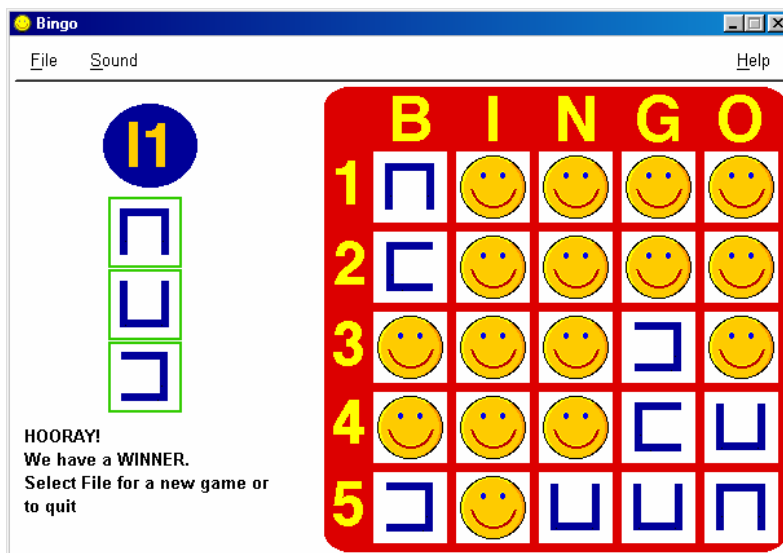 Bingo
File Sound Help
I1
B I N G O
1
2
3
4
5
HOORAY!
We have a WINNER.
Select File for a new game or
to quit